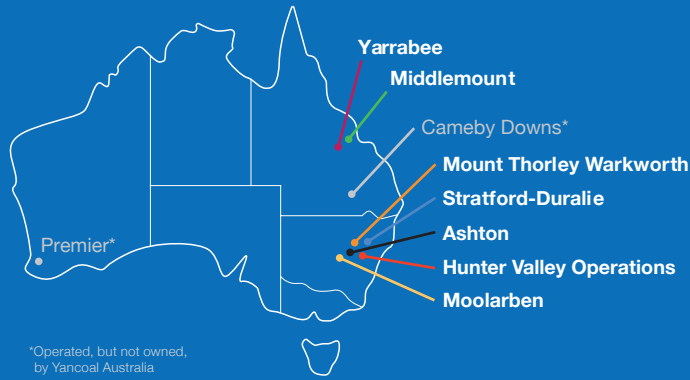 Yarrabee
Middlemount
Cameby Downs*
Mount Thorley Warkworth
Stratford-Duralie
Premier*
Ashton
Hunter Valley Operations
Moolarben
*Operated, but not owned,
by Yancoal Australia